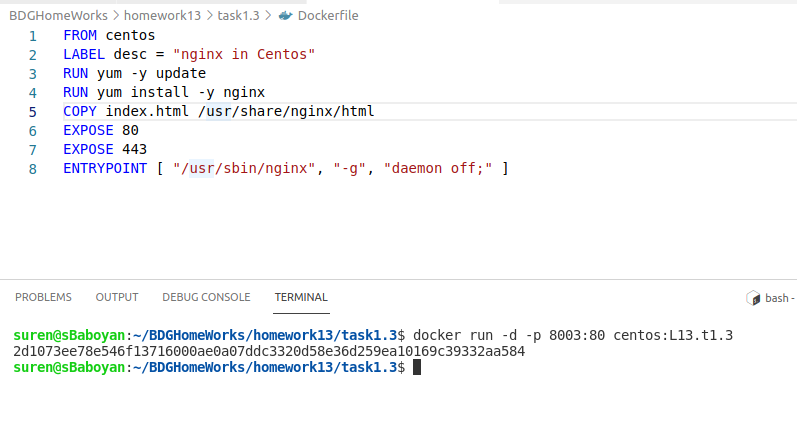 BDGHomeWorks > homework13 > task1.3 > Dockerfile
1 FROM centos
2 LABEL desc = "nginx in Centos"
3 RUN yum -y update
4 RUN yum install -y nginx
5 COPY index.html /usr/share/nginx/html
6 EXPOSE 80
7 EXPOSE 443
8 ENTRYPOINT [ "/usr/sbin/nginx", "-g", "daemon off;" ]
PROBLEMS OUTPUT DEBUG CONSOLE TERMINAL bash -
suren@sBaboyan:~/BDGHomeWorks/homework13/task1.3$ docker run -d -p 8003:80 centos:L13.t1.3
2d1073ee78e546f13716000ae0a07ddc3320d58e36d259ea10169c39332aa584
suren@sBaboyan:~/BDGHomeWorks/homework13/task1.3$